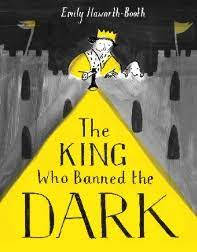 Emily Haworth-Booth
The
KING
Who Banned the
DARK